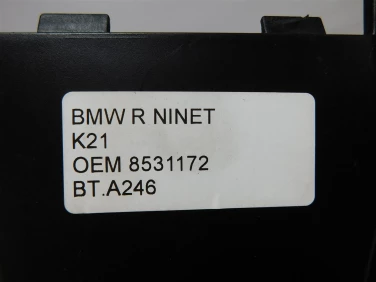 BMW R NINET
K21
OEM 8531172
BT.A246